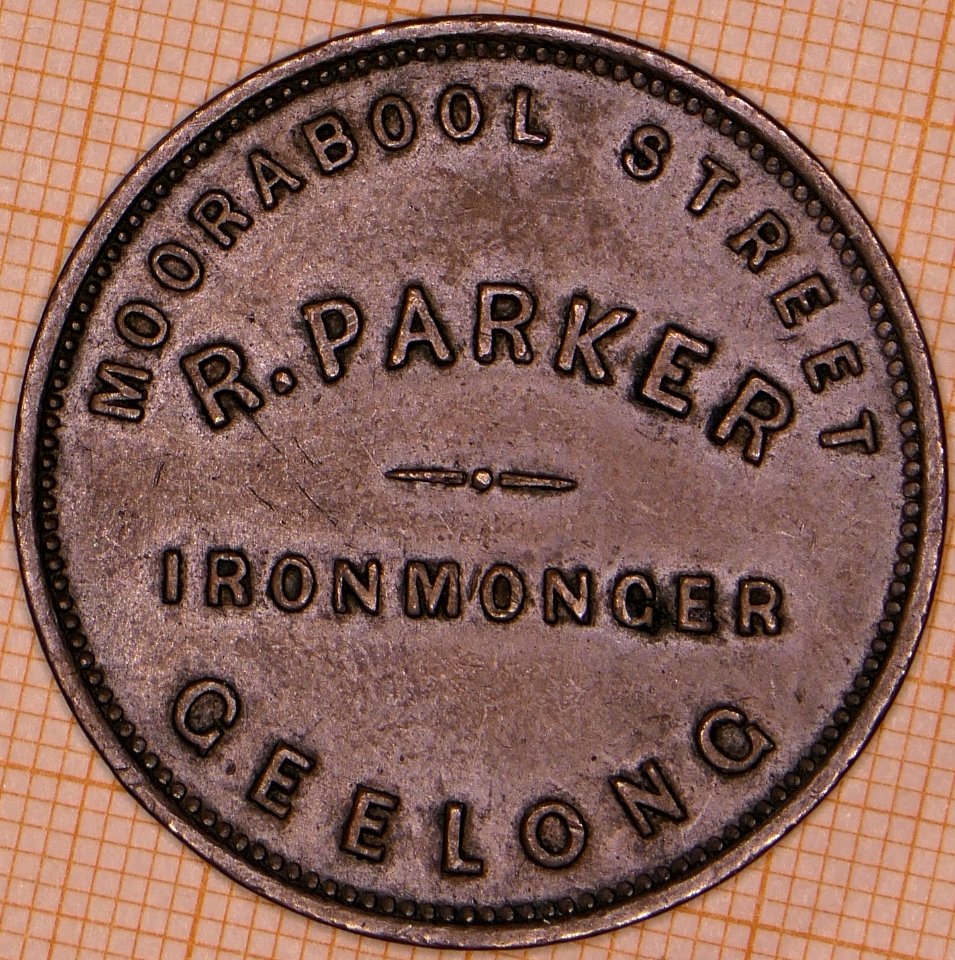 MOORABOOL STREET
R. PARKER
IRONMONGER
GEELONG